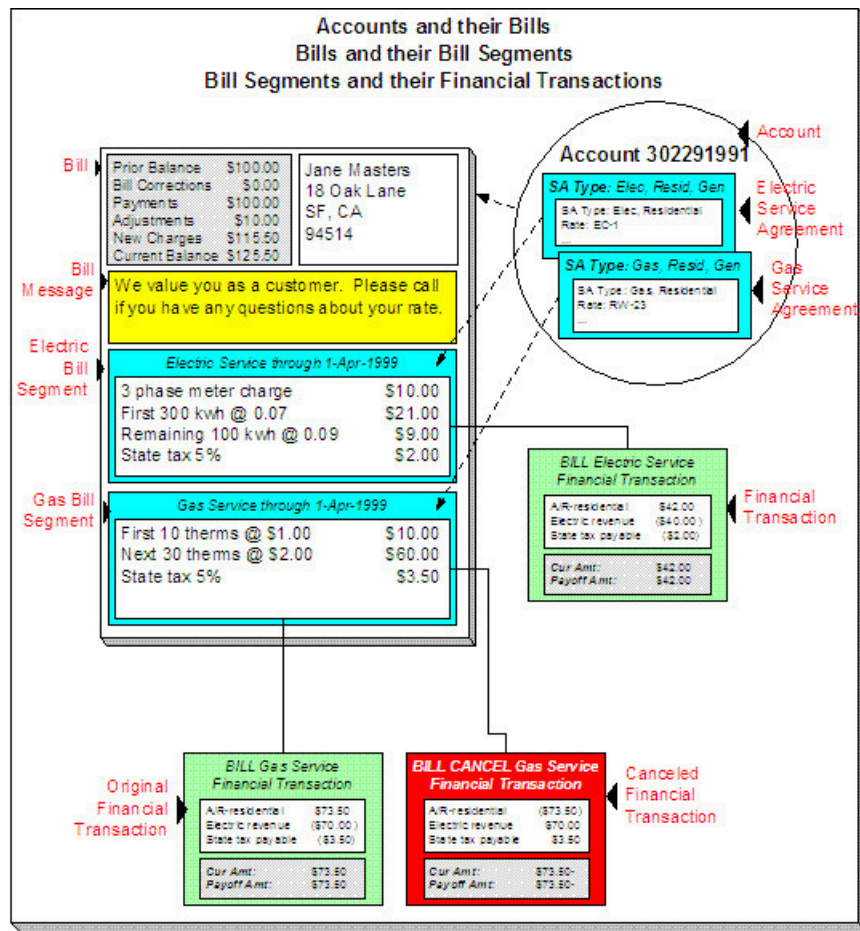 Accounts and their Bills
Bills and their Bill Segments
Bill Segments and their Financial Transactions
Account
Account 302291991
Bill
Prior Balance $100.00
Bill Corrections $0.00
Payments $100.00
Adjustments $10.00
New Charges $115.50
Current Balance $125.50
Jane Masters
18 Oak Lane
SF, CA
94514
SA Type: Elec, Resid, Gen
SA Type: Elec, Residential
Rate: EC-1
...
Electric
Service
Agreement
SA Type: Gas, Resid, Gen
SA Type: Gas, Residential
Rate: RW-23
...
Gas
Service
Agreement
Bill
Message
We value you as a customer. Please call
if you have any questions about your rate.
Electric
Bill
Segment
Electric Service through 1-Apr-1999
3 phase meter charge $10.00
First 300 kwh @ 0.07 $21.00
Remaining 100 kwh @ 0.09 $9.00
State tax 5% $2.00
Gas Bill
Segment
Gas Service through 1-Apr-1999
First 10 therms @ $1.00 $10.00
Next 30 therms @ $2.00 $60.00
State tax 5% $3.50
BILL Electric Service
Financial Transaction
A/R-residential $42.00
Electric revenue ($40.00)
State tax payable ($2.00)
Cur Amt: $42.00
Payoff Amt: $42.00
Financial
Transaction
Original
Financial
Transaction
BILL Gas Service
Financial Transaction
A/R-residential $73.50
Electric revenue ($70.00)
State tax payable ($3.50)
Cur Amt: $73.50
Payoff Amt: $73.50
BILL CANCEL Gas Service
Financial Transaction
A/R-residential ($73.50)
Electric revenue $70.00
State tax payable $3.50
Cur Amt: $73.50-
Payoff Amt: $73.50-
Canceled
Financial
Transaction